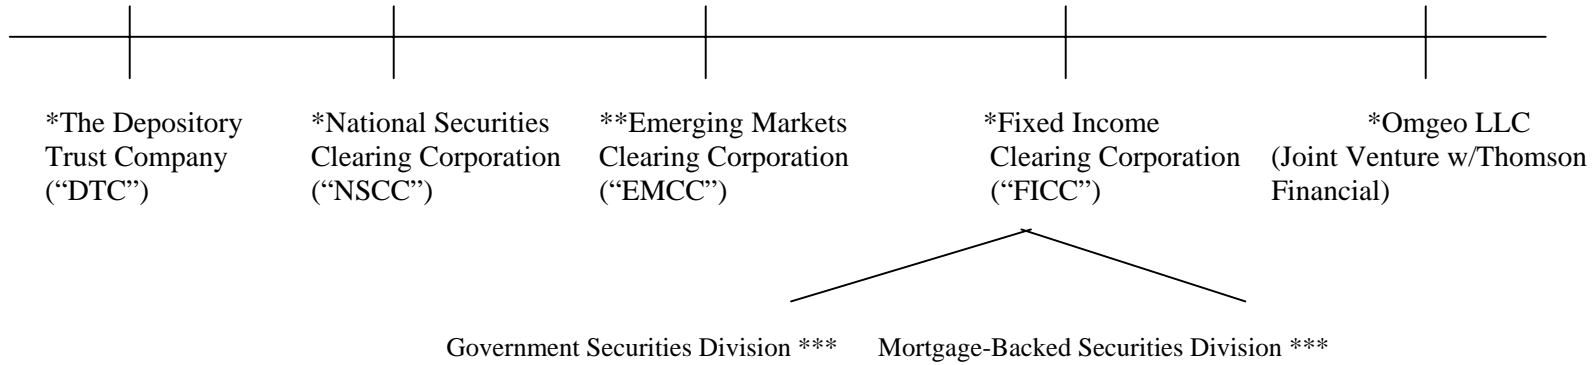 *The Depository
Trust Company
(“DTC”)
*National Securities
Clearing Corporation
(“NSCC”)
**Emerging Markets
Clearing Corporation
(“EMCC”)
*Fixed Income
Clearing Corporation
(“FICC”)
*Omgeo LLC
(Joint Venture w/Thomson
Financial)
Government Securities Division ***
Mortgage-Backed Securities Division ***